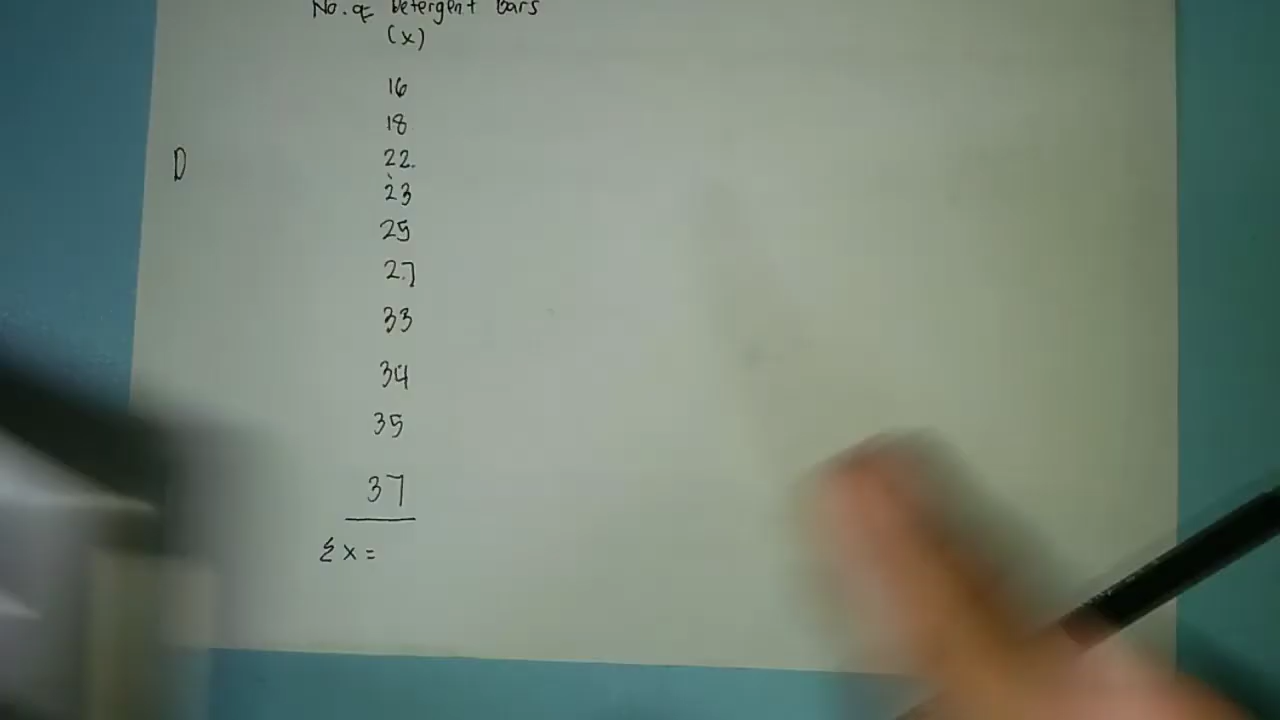 No. of Detergent Bars
(x)
16
18
D
22.
23
25
27
33
34
35
37
Σx =